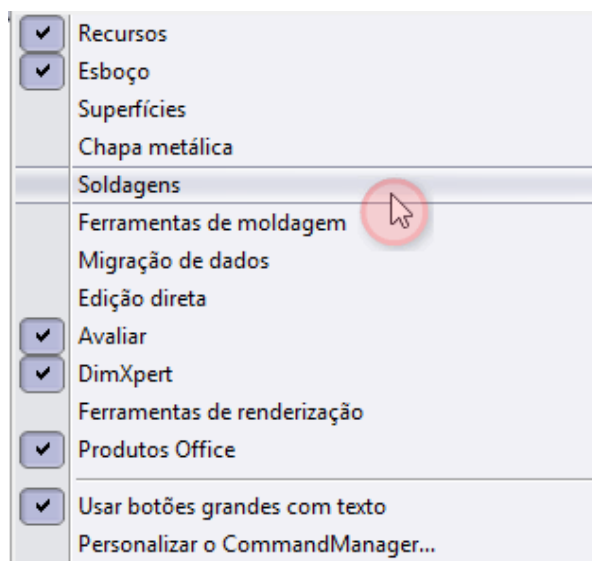 Recursos
Esboço
Superfícies
Chapa metálica
Soldagens
Ferramentas de moldagem
Migração de dados
Edição direta
Avaliar
DimXpert
Ferramentas de renderização
Produtos Office
Usar botões grandes com texto
Personalizar o CommandManager...